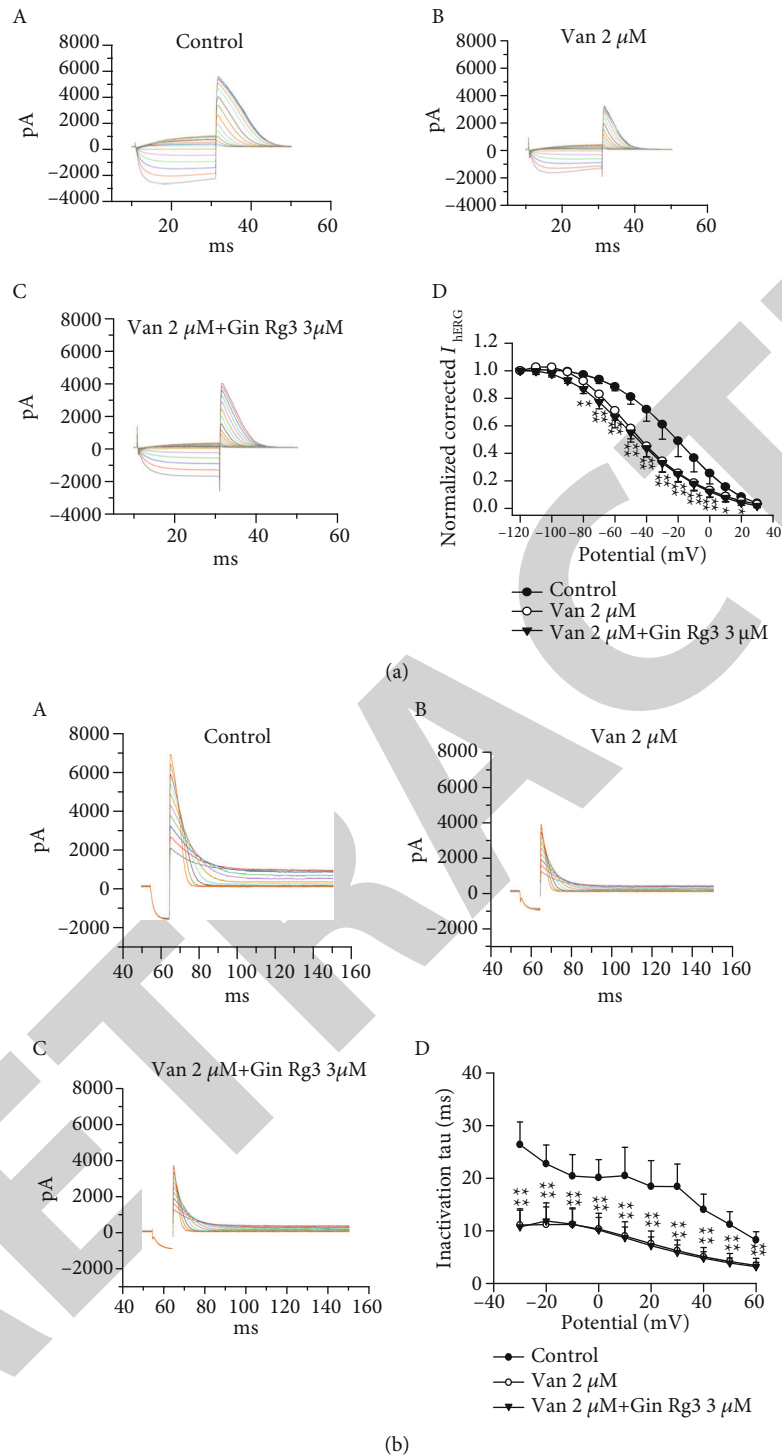 A
Control
8000
6000
4000
2000
0
−2000
−4000
pA
20 40 60
ms
B
Van 2 μM
8000
6000
4000
2000
0
−2000
−4000
pA
20 40 60
ms
C
Van 2 μM+Gin Rg3 3μM
8000
6000
4000
2000
0
−2000
−4000
pA
20 40 60
ms
D
1.2
1.0
0.8
0.6
0.4
0.2
0.0
Normalized corrected I hERG
−120 −100 −80 −60 −40 −20 0 20 40
Potential (mV)
Control
Van 2 μM
Van 2 μM+Gin Rg3 3 μM
(a)
A
Control
8000
6000
4000
2000
0
−2000
pA
40 60 80 100 120 140 160
ms
B
Van 2 μM
8000
6000
4000
2000
0
−2000
pA
40 60 80 100 120 140 160
ms
C
Van 2 μM+Gin Rg3 3μM
8000
6000
4000
2000
0
−2000
pA
40 60 80 100 120 140 160
ms
D
40
30
20
10
0
Inactivation tau (ms)
−40 −20 0 20 40 60
Potential (mV)
Control
Van 2 μM
Van 2 μM+Gin Rg3 3 μM
(b)
RETRACT